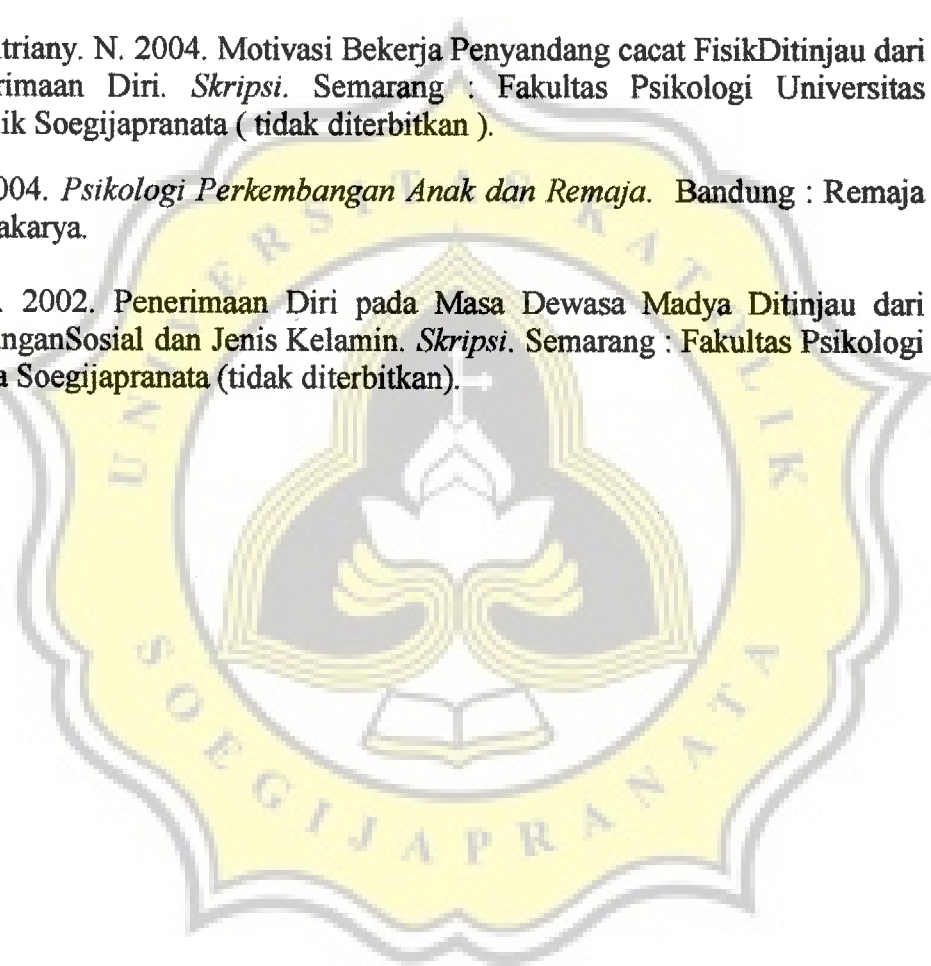 triany. N. 2004. Motivasi Bekerja Penyandang cacat FisikDitinjau dari
rimaan Diri. Skripsi. Semarang : Fakultas Psikologi Universitas
ik Soegijapranata ( tidak diterbitkan ).
004. Psikologi Perkembangan Anak dan Remaja. Bandung : Remaja
akarya.
. 2002. Penerimaan Diri pada Masa Dewasa Madya Ditinjau dari
nganSosial dan Jenis Kelamin. Skripsi. Semarang : Fakultas Psikologi
a Soegijapranata (tidak diterbitkan).
UNIVERSITAS KATOLIK
SOEGIJAPRANATA